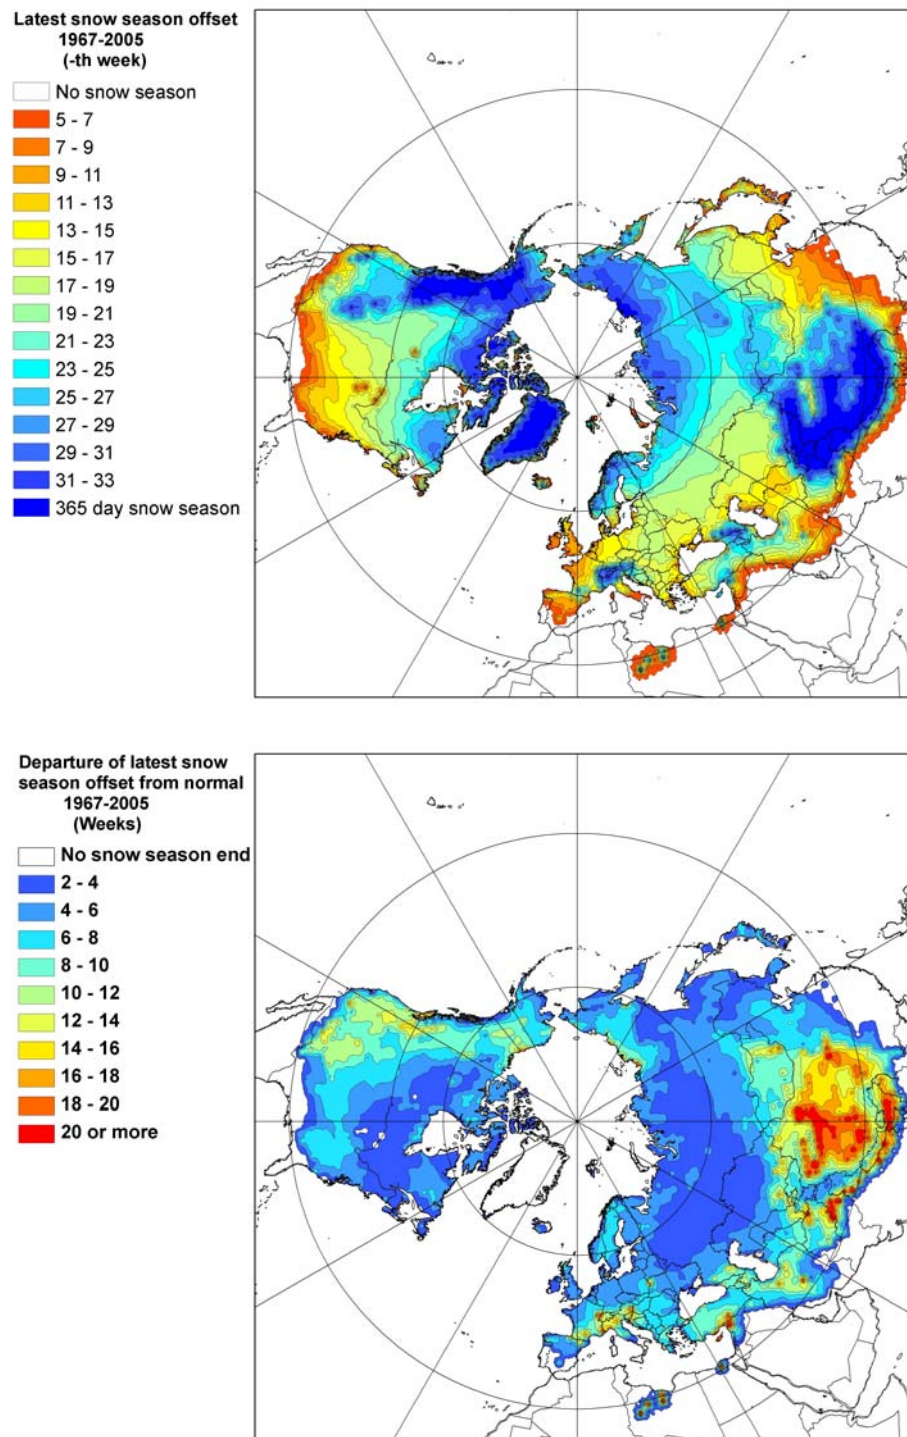 Latest snow season offset
1967-2005
(-th week)
No snow season
5 - 7
7 - 9
9 - 11
11 - 13
13 - 15
15 - 17
17 - 19
19 - 21
21 - 23
23 - 25
25 - 27
27 - 29
29 - 31
31 - 33
365 day snow season
Departure of latest snow
season offset from normal
1967-2005
(Weeks)
No snow season end
2 - 4
4 - 6
6 - 8
8 - 10
10 - 12
12 - 14
14 - 16
16 - 18
18 - 20
20 or more